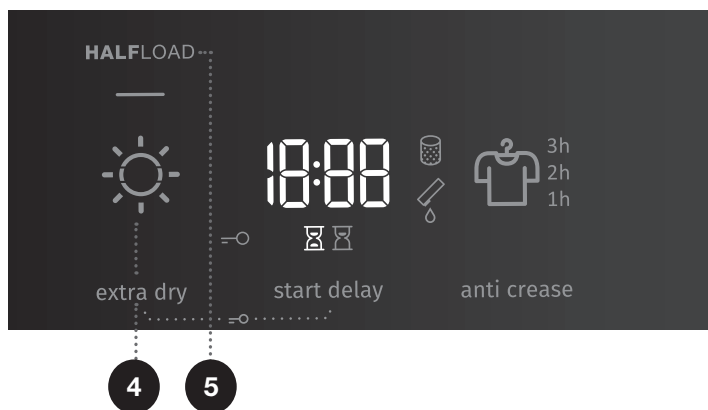 HALFLOAD
18:88
3h
2h
1h
extra dry
start delay
anti crease
4
5